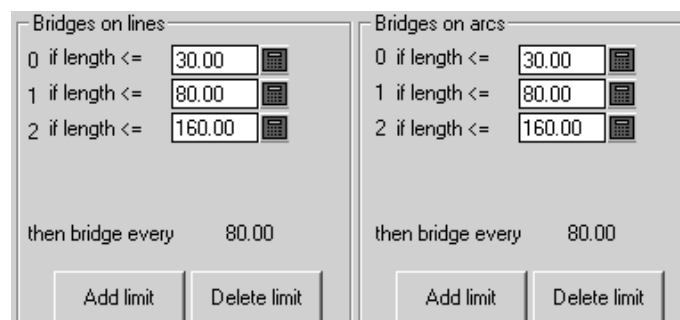 Bridges on lines
0 if length <= 30.00
1 if length <= 80.00
2 if length <= 160.00
then bridge every 80.00
Add limit Delete limit
Bridges on arcs
0 if length <= 30.00
1 if length <= 80.00
2 if length <= 160.00
then bridge every 80.00
Add limit Delete limit